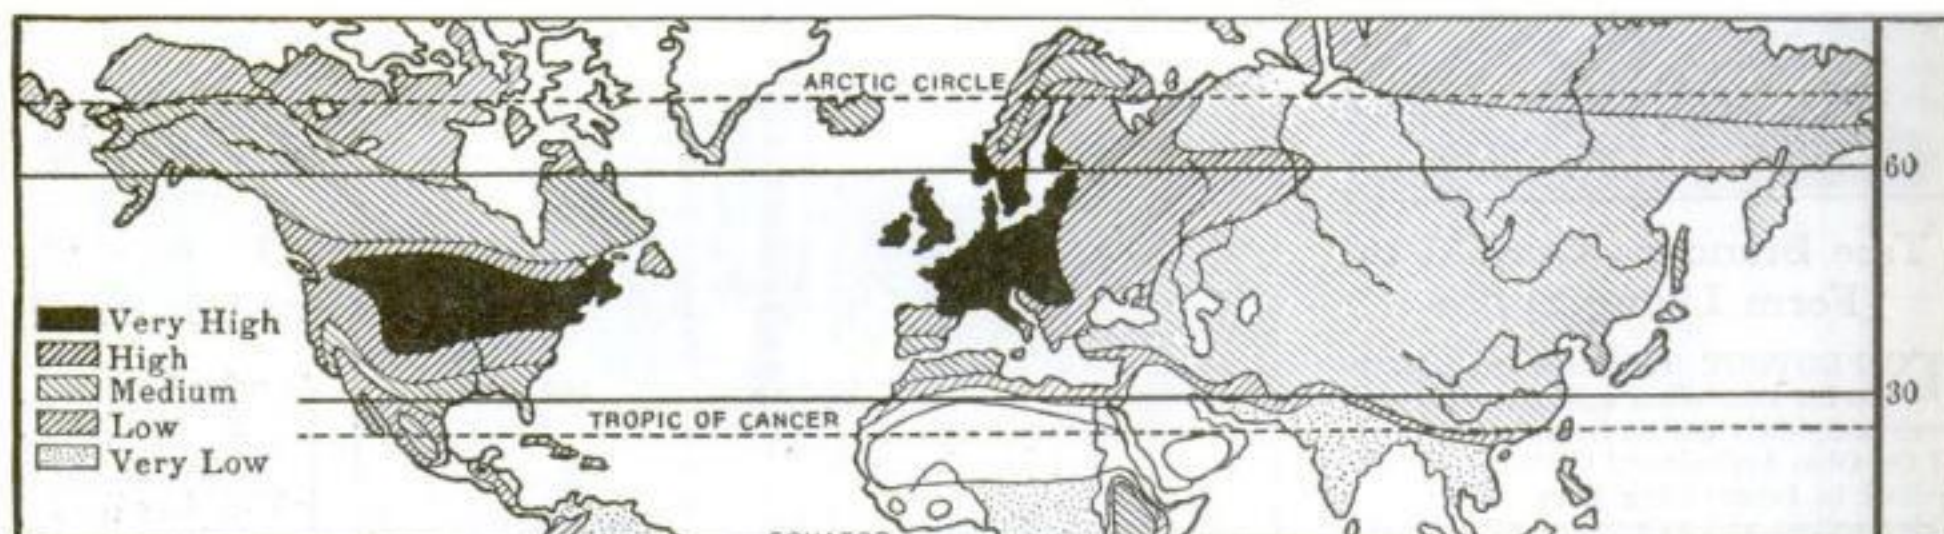 ARCTIC CIRCLE
60
Very High
High
Medium
Low
Very Low
30
TROPIC OF CANCER